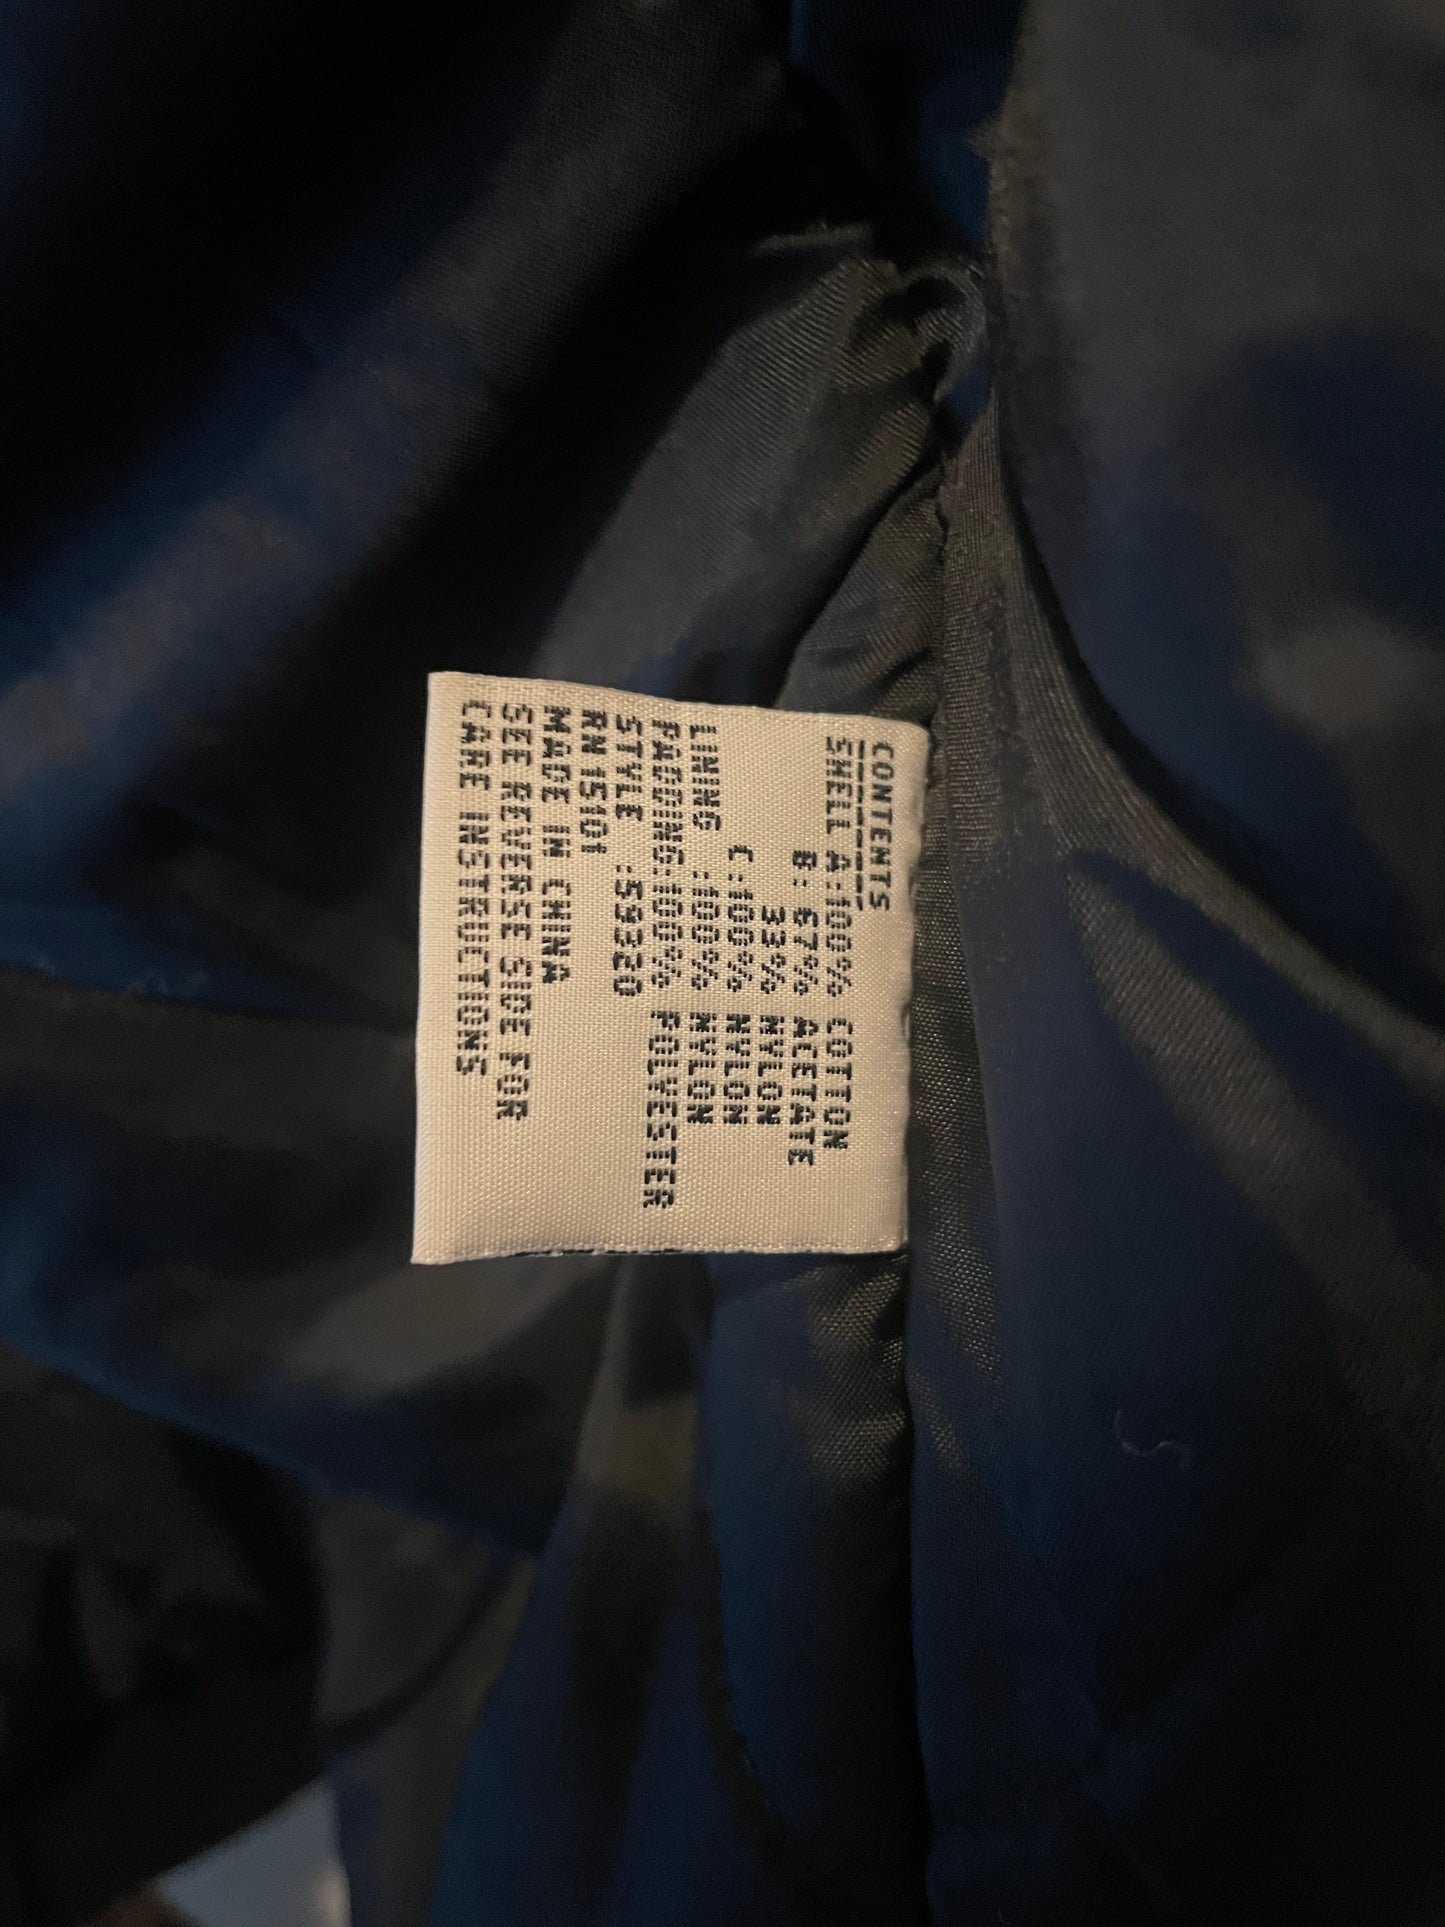 CONTENTS
SHELL A:100% COTTON
B: 67% ACETATE
33% NYLON
C:100% NYLON
LINING :100% NYLON
PADDING:100% POLYESTER
STYLE :59320
RN 15101
MADE IN CHINA
SEE REVERSE SIDE FOR
CARE INSTRUCTIONS